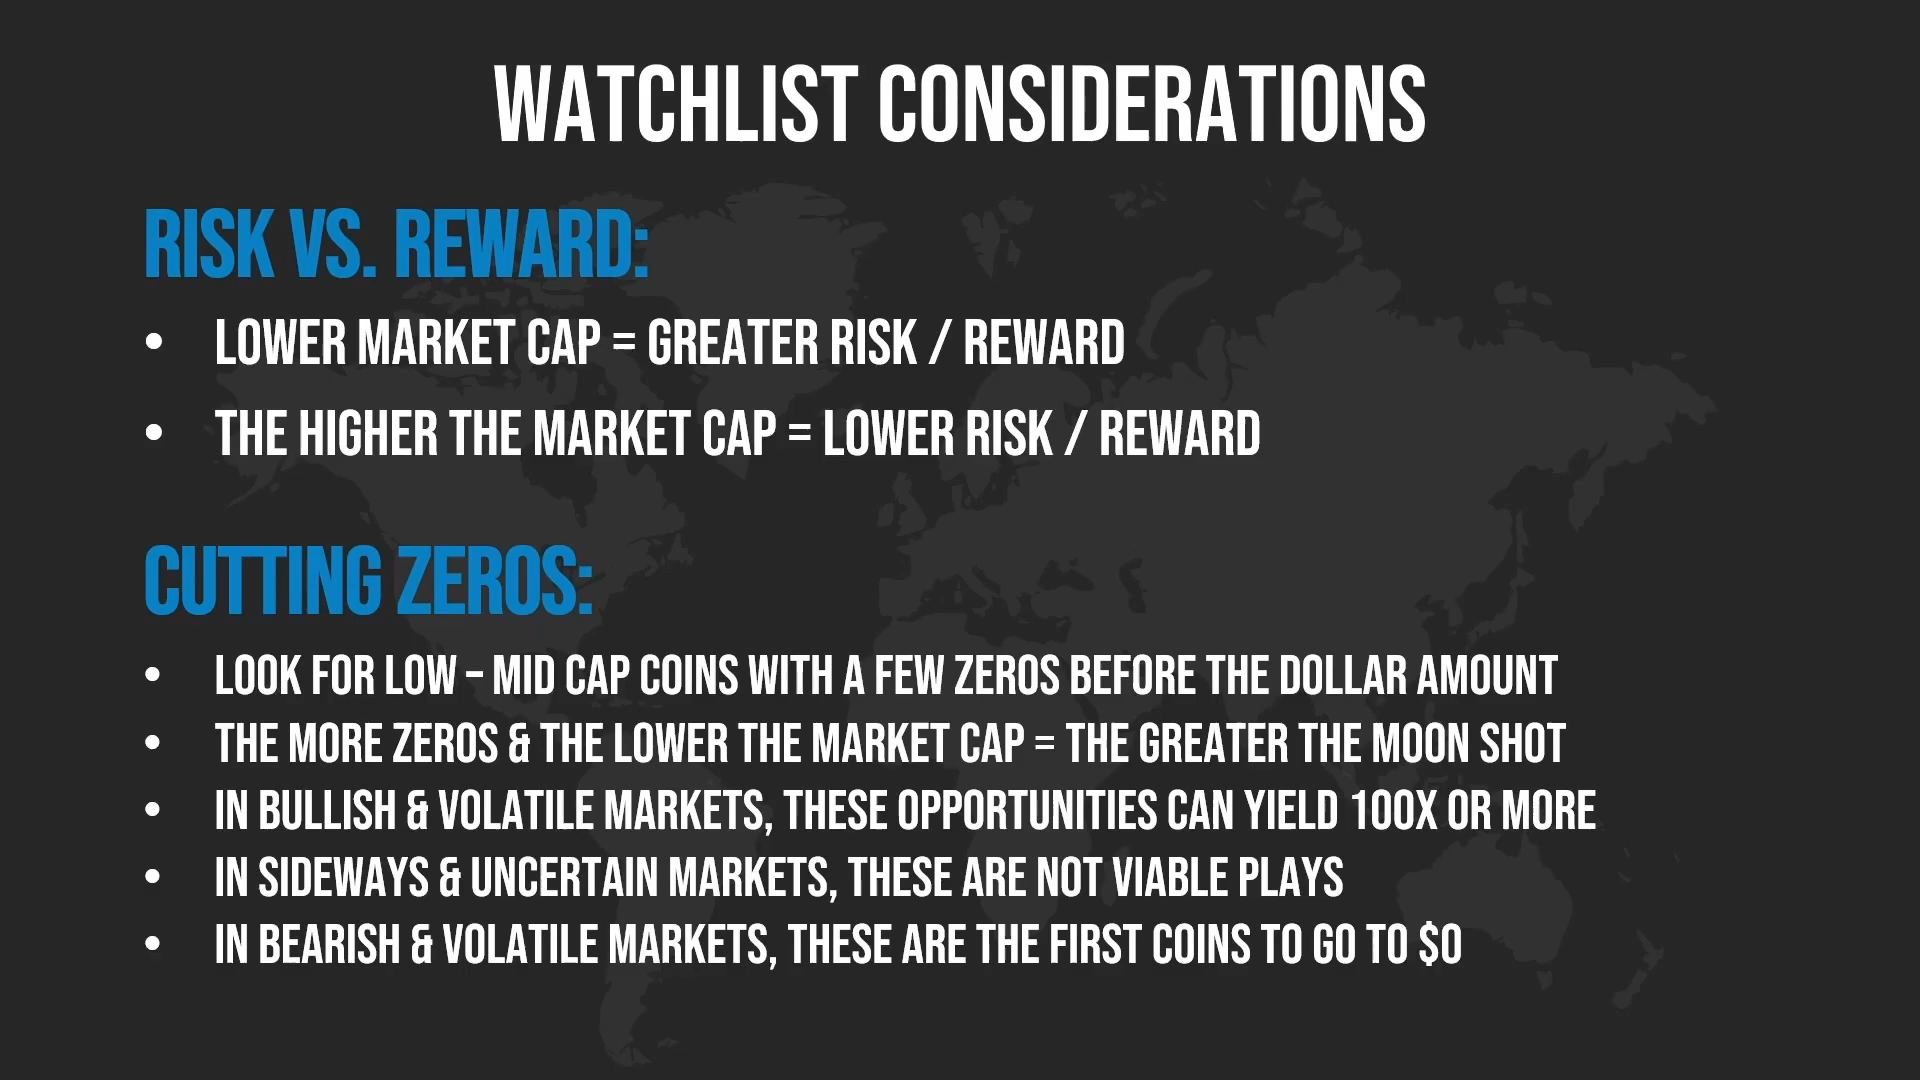 WATCHLIST CONSIDERATIONS
RISK VS. REWARD:
• LOWER MARKET CAP = GREATER RISK / REWARD
• THE HIGHER THE MARKET CAP = LOWER RISK / REWARD
CUTTING ZEROS:
• LOOK FOR LOW – MID CAP COINS WITH A FEW ZEROS BEFORE THE DOLLAR AMOUNT
• THE MORE ZEROS & THE LOWER THE MARKET CAP = THE GREATER THE MOON SHOT
• IN BULLISH & VOLATILE MARKETS, THESE OPPORTUNITIES CAN YIELD 100X OR MORE
• IN SIDEWAYS & UNCERTAIN MARKETS, THESE ARE NOT VIABLE PLAYS
• IN BEARISH & VOLATILE MARKETS, THESE ARE THE FIRST COINS TO GO TO $0